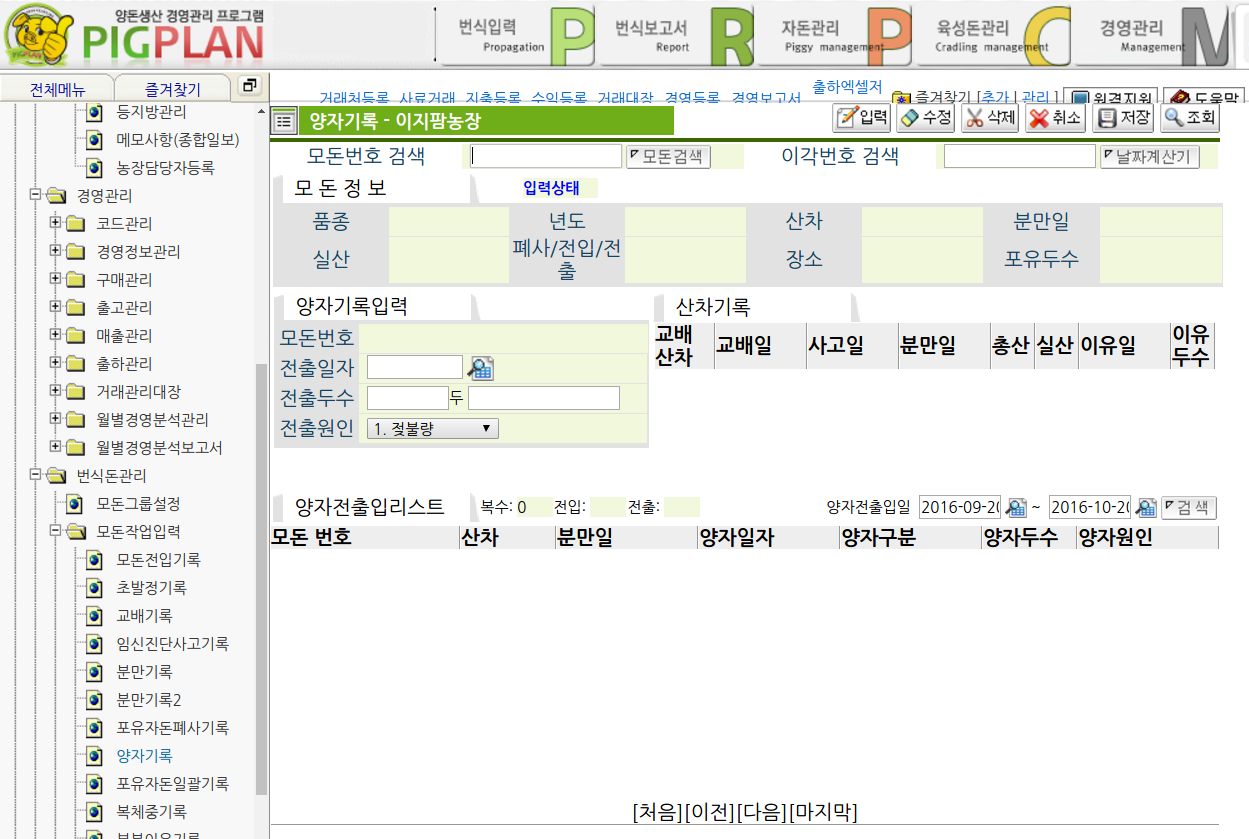 양돈생산 경영관리 프로그램
PIGPLAN
번식입력
Propagation
P
번식보고서
Report
R
자돈관리
Piggy management
P
육성돈관리
Cradling management
C
경영관리
Management
M
전체메뉴
즐겨찾기
출하엑셀저
거래처등록 사료거래 지출등록 수익등록 거래대장 경영등록 경영보고서
즐겨찾기 [추가 | 관리 ]
원격지원
도움말
등지방관리
메모사항(종합일보)
농장담당자등록
경영관리
코드관리
경영정보관리
구매관리
출고관리
매출관리
출하관리
거래관리대장
월별경영분석관리
월별경영분석보고서
번식돈관리
모돈그룹설정
모돈작업입력
모돈전입기록
초발정기록
교배기록
임신진단사고기록
분만기록
분만기록2
포유자돈폐사기록
양자기록
포유자돈일괄기록
복체중기록
양자기록 - 이지팜농장
입력 수정 삭제 취소 저장 조회
모돈번호 검색
모돈검색
이각번호 검색
날짜계산기
모 돈 정 보
입력상태
품종 년도 산차 분만일
실산 폐사/전입/전
출 장소 포유두수
양자기록입력
모돈번호
전출일자
전출두수 두
전출원인 1. 젖불량
산차기록
교배
산차 교배일 사고일 분만일 총산 실산 이유일 이유
두수
양자전출입리스트
복수: 0 전입: 전출:
양자전출입일 2016-09-20 ~ 2016-10-20 검 색
모돈 번호 산차 분만일 양자일자 양자구분 양자두수 양자원인
[처음][이전][다음][마지막]